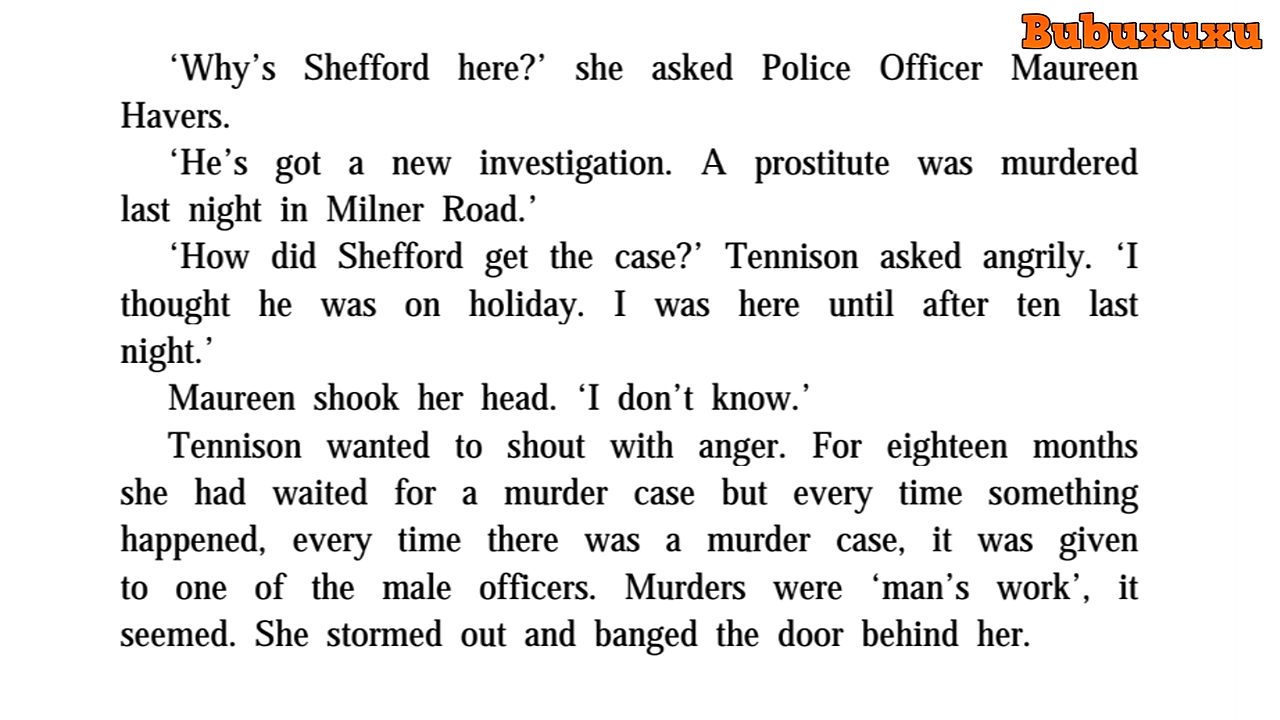 Bubuxuxu
‘Why’s Shefford here?’ she asked Police Officer Maureen
Havers.
‘He’s got a new investigation. A prostitute was murdered
last night in Milner Road.’
‘How did Shefford get the case?’ Tennison asked angrily. ‘I
thought he was on holiday. I was here until after ten last
night.’
Maureen shook her head. ‘I don’t know.’
Tennison wanted to shout with anger. For eighteen months
she had waited for a murder case but every time something
happened, every time there was a murder case, it was given
to one of the male officers. Murders were ‘man’s work’, it
seemed. She stormed out and banged the door behind her.